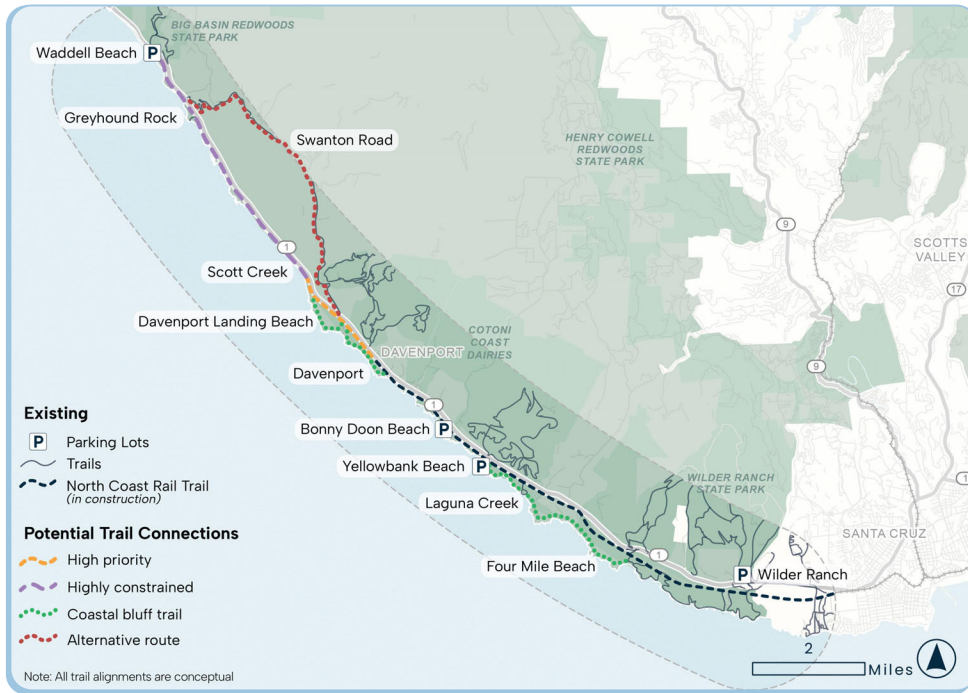 BIG BASIN REDWOODS
STATE PARK
Waddell Beach
P
Greyhound Rock
Swanton Road
HENRY COWELL
REDWOODS
STATE PARK
9
SCOTTS
VALLEY
17
1
Scott Creek
Davenport Landing Beach
COTONI
COAST
DAIRIES
DAVENPORT
9
Davenport
1
Bonny Doon Beach
P
Yellowbank Beach
P
Laguna Creek
WILDER RANCH
STATE PARK
1
SANTA CRUZ
1
Four Mile Beach
P
Wilder Ranch
Existing
P
Parking Lots
Trails
North Coast Rail Trail
(in construction)
Potential Trail Connections
High priority
Highly constrained
Coastal bluff trail
Alternative route
Note: All trail alignments are conceptual
2
Miles